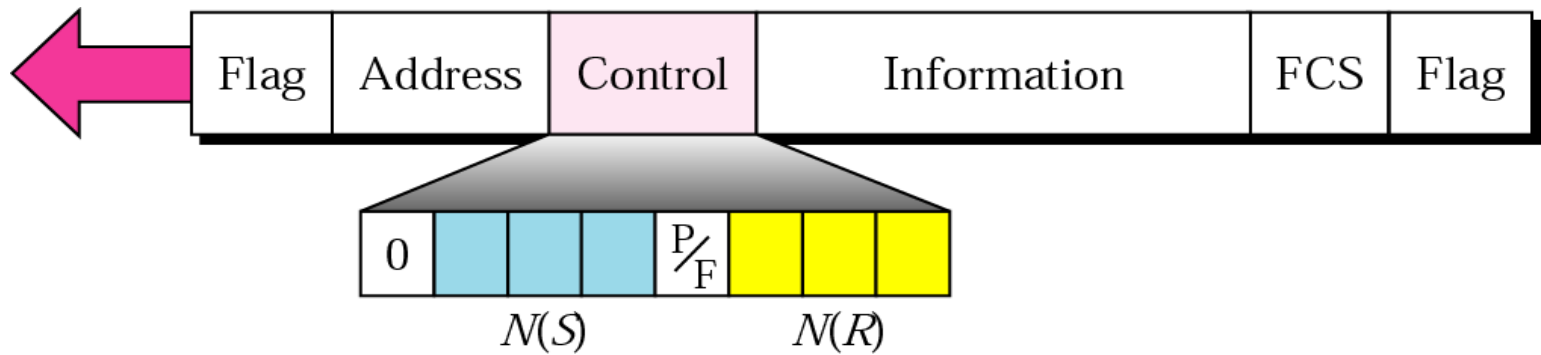 Flag Address Control Information FCS Flag
0 P/F
N(S) N(R)